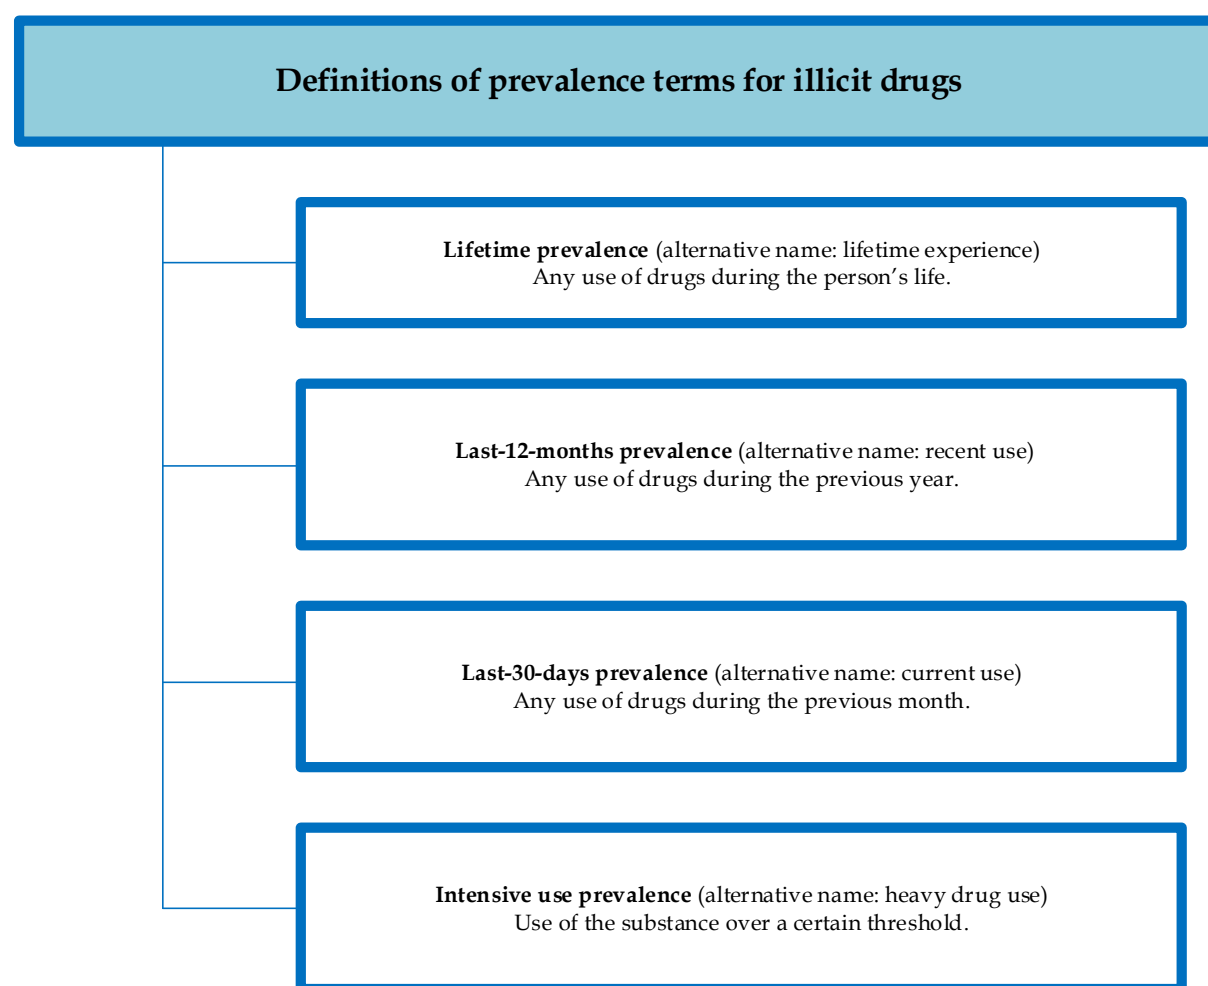 Definitions of prevalence terms for illicit drugs
Lifetime prevalence (alternative name: lifetime experience)
Any use of drugs during the person’s life.
Last-12-months prevalence (alternative name: recent use)
Any use of drugs during the previous year.
Last-30-days prevalence (alternative name: current use)
Any use of drugs during the previous month.
Intensive use prevalence (alternative name: heavy drug use)
Use of the substance over a certain threshold.